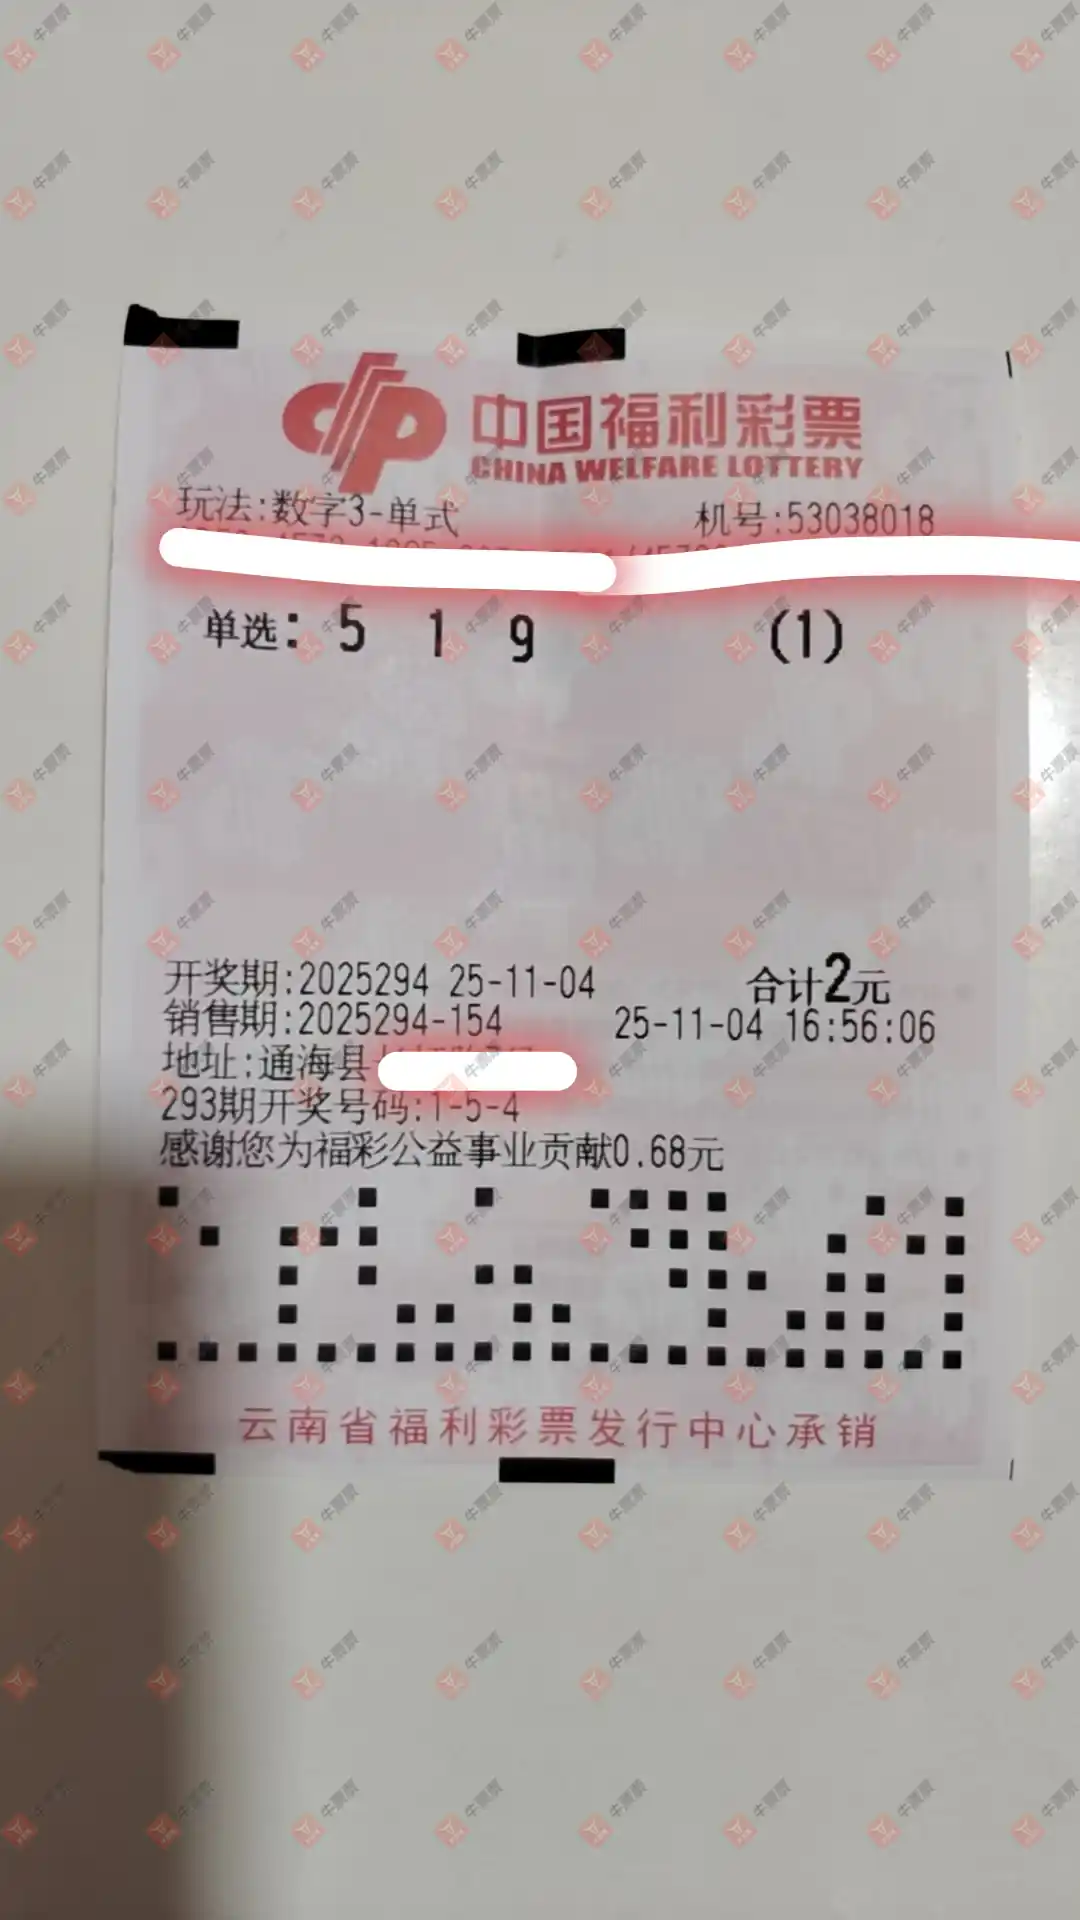 中国福利彩票
CHINA WELFARE LOTTERY
玩法:数字3-单式 机号:53038018
单选: 5 1 9 (1)
开奖期:2025294 25-11-04 合计2元
销售期:2025294-154 25-11-04 16:56:06
地址:通海县
293期开奖号码:1-5-4
感谢您为福彩公益事业贡献0.68元
云南省福利彩票发行中心承销
牛票票